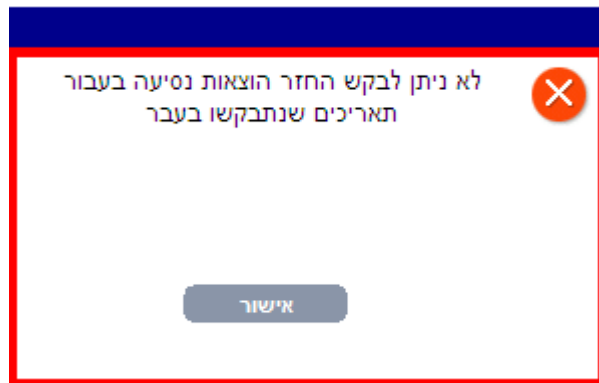 לא ניתן לבקש החזר הוצאות נסיעה בעבור
תאריכים שנתבקשו בעבר
אישור